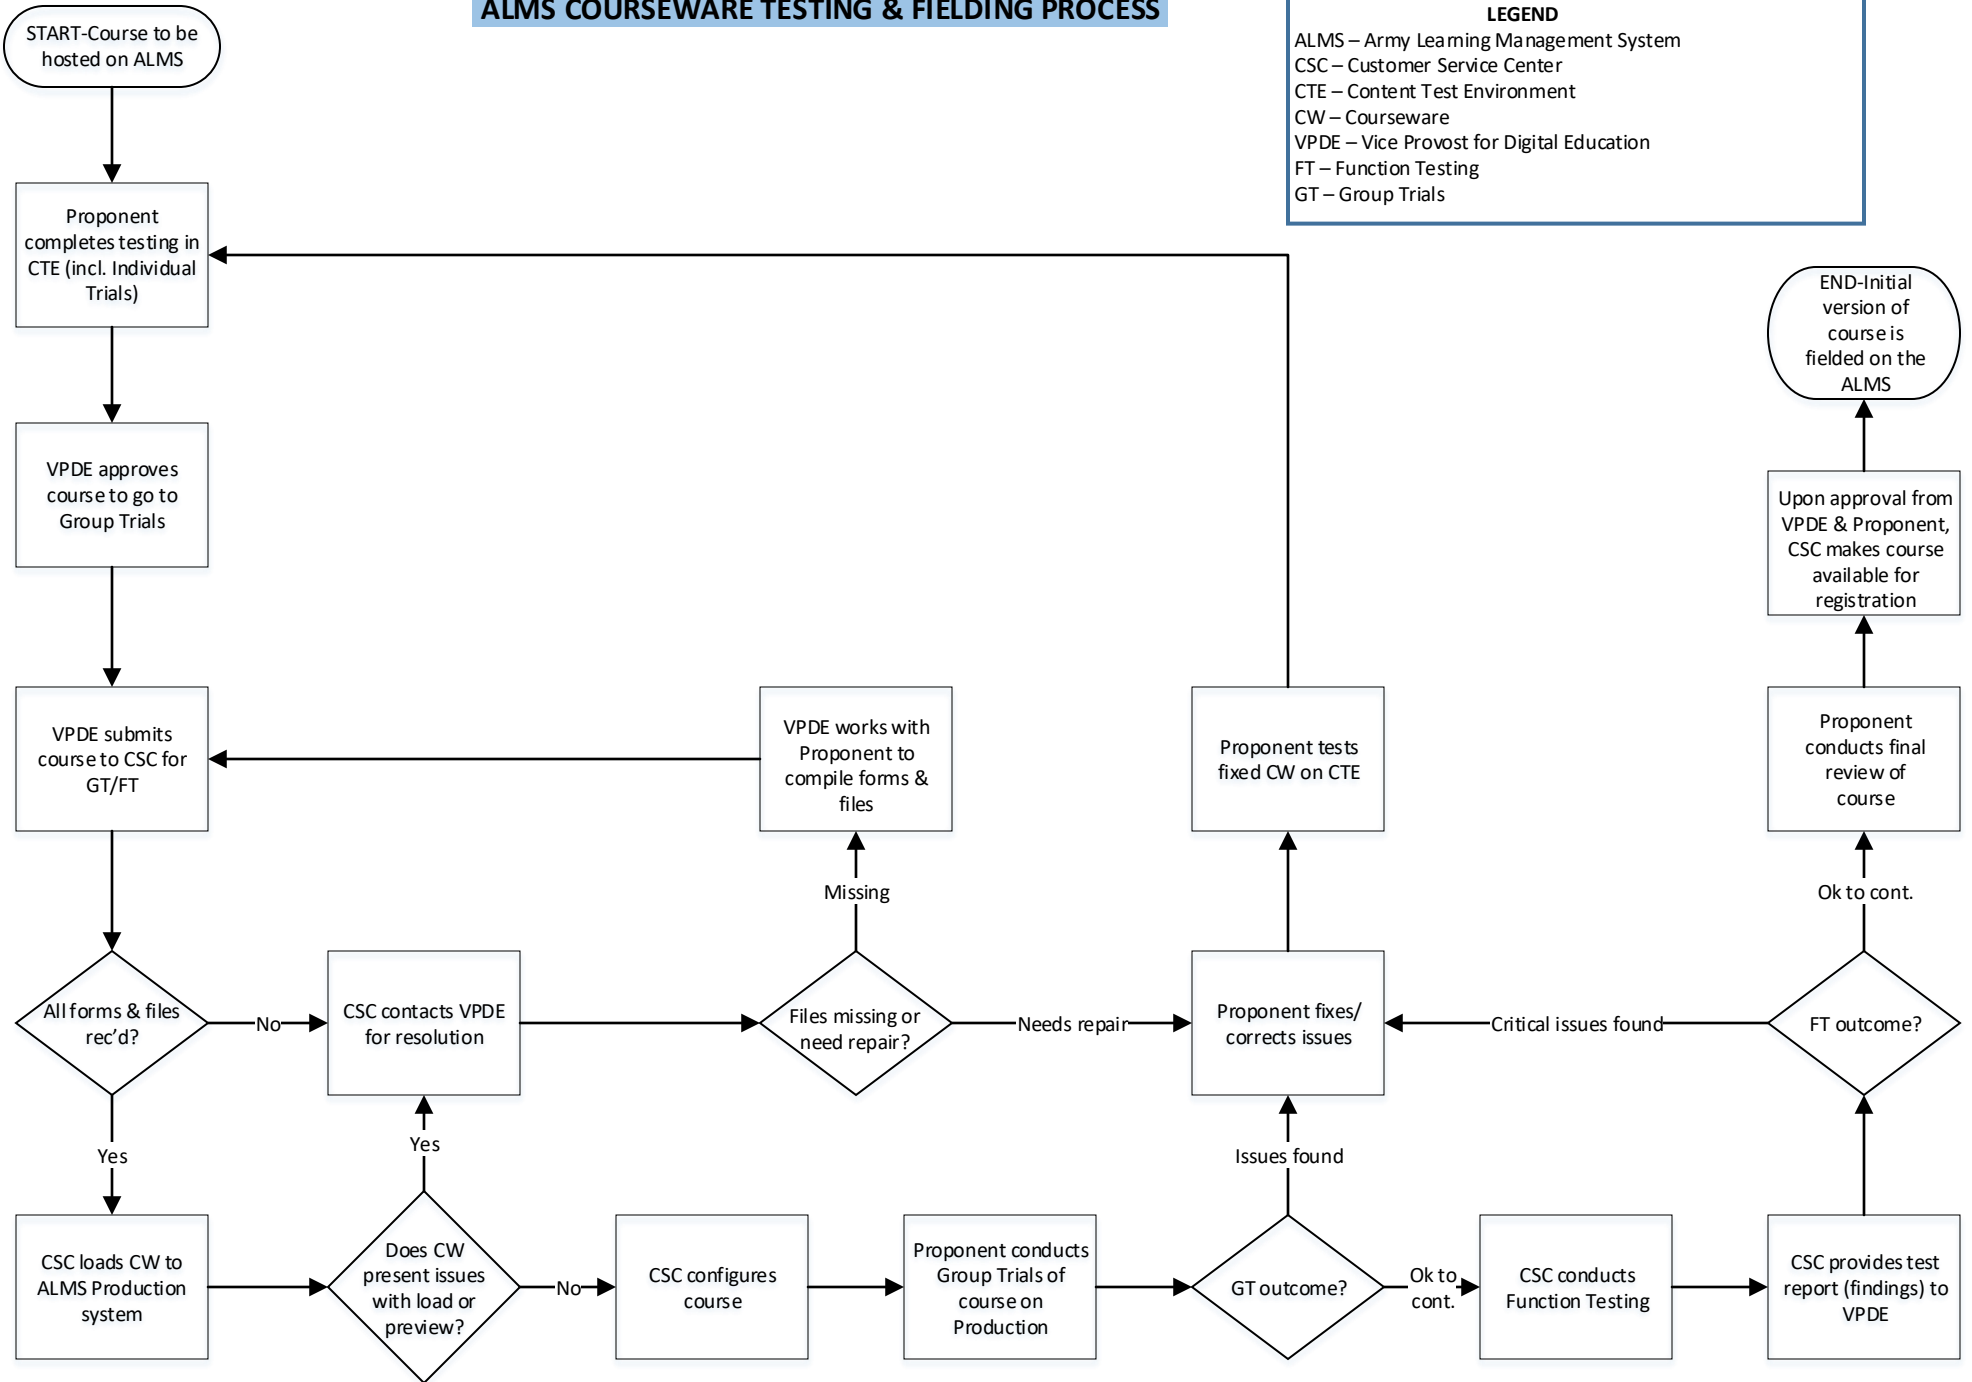 ALMS COURSEWARE TESTING & FIELDING PROCESS
LEGEND
ALMS – Army Learning Management System
CSC – Customer Service Center
CTE – Content Test Environment
CW – Courseware
VPDE – Vice Provost for Digital Education
FT – Function Testing
GT – Group Trials
START-Course to be
hosted on ALMS
Proponent
completes testing in
CTE (incl. Individual
Trials)
VPDE approves
course to go to
Group Trials
VPDE submits
course to CSC for
GT/FT
All forms & files
rec’d?
No
Yes
CSC loads CW to
ALMS Production
system
Does CW
present issues
with load or
preview?
Yes
No
CSC contacts VPDE
for resolution
Files missing or
need repair?
Missing
Needs repair
VPDE works with
Proponent to
compile forms &
files
CSC configures
course
Proponent conducts
Group Trials of
course on
Production
GT outcome?
Issues found
Ok to
cont.
Proponent fixes/
corrects issues
Proponent tests
fixed CW on CTE
CSC conducts
Function Testing
CSC provides test
report (findings) to
VPDE
FT outcome?
Critical issues found
Ok to cont.
Proponent
conducts final
review of
course
Upon approval from
VPDE & Proponent,
CSC makes course
available for
registration
END-Initial
version of
course is
fielded on the
ALMS